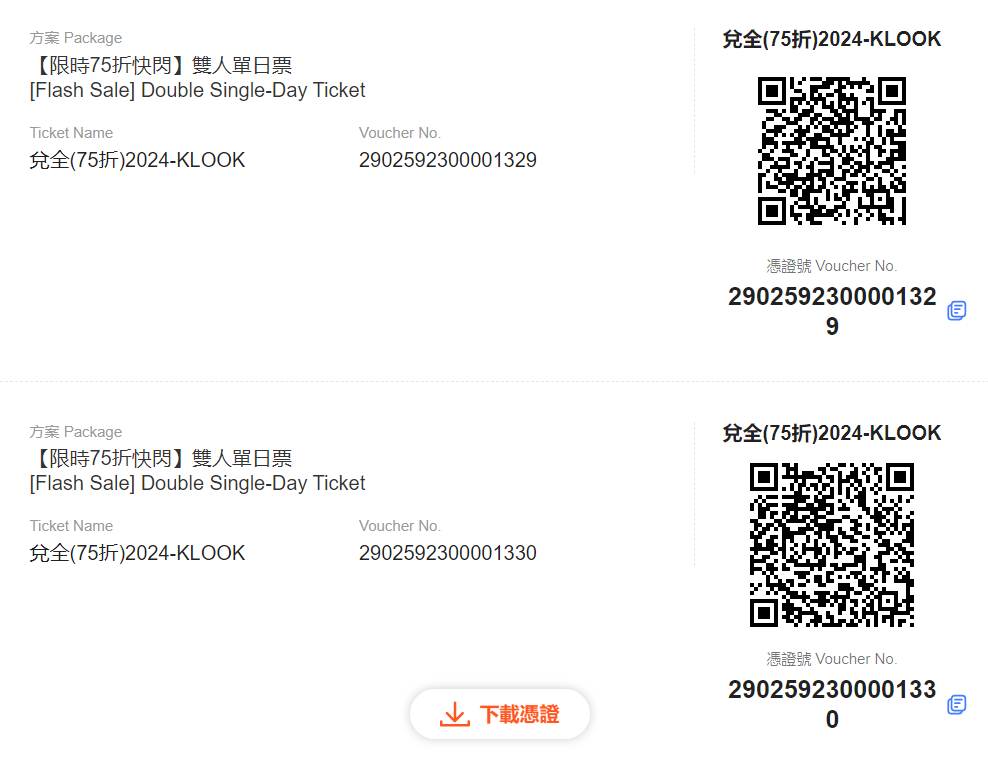 方案 Package
【限時75折快閃】雙人單日票
[Flash Sale] Double Single-Day Ticket
Ticket Name
兌全(75折)2024-KLOOK
Voucher No.
2902592300001329
兌全(75折)2024-KLOOK
憑證號 Voucher No.
290259230000132
9
方案 Package
【限時75折快閃】雙人單日票
[Flash Sale] Double Single-Day Ticket
Ticket Name
兌全(75折)2024-KLOOK
Voucher No.
2902592300001330
兌全(75折)2024-KLOOK
憑證號 Voucher No.
290259230000133
0
下載憑證